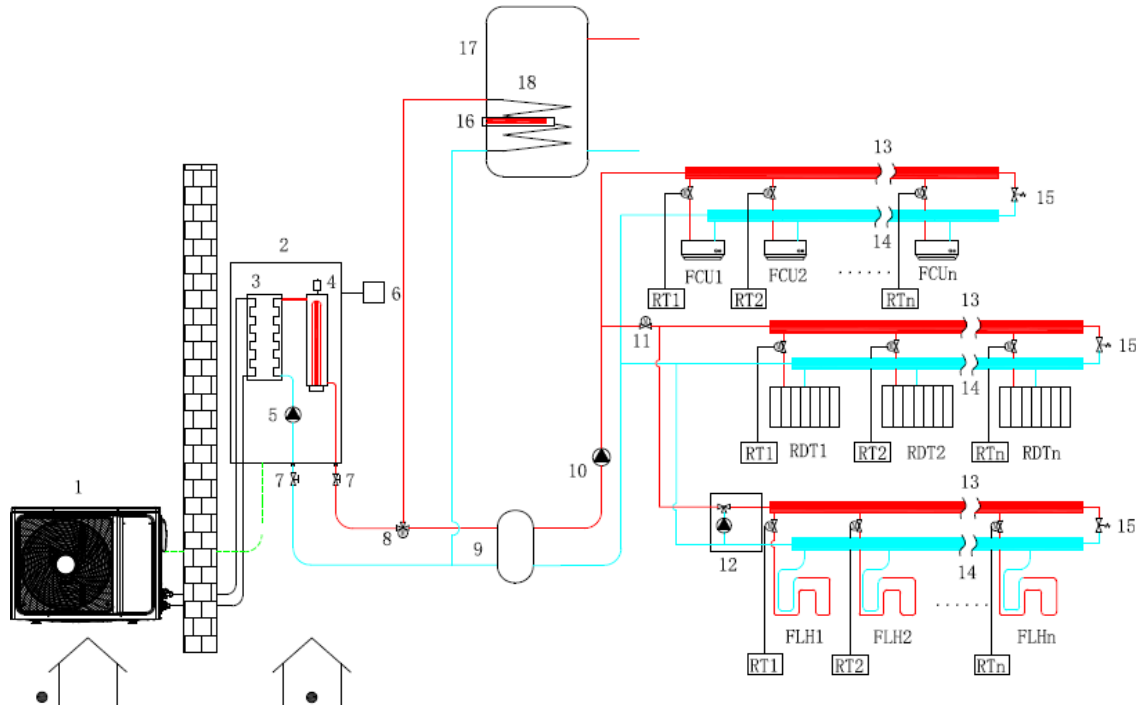 17
18
16
13
15
14
2
3
4
6
FCU1
FCU2
......
FCUn
RT1
RT2
RTn
13
11
15
14
5
RDT1
RDT2
RDTn
RT1
RT2
RTn
10
7
7
1
13
8
9
15
12
14
FLH1
FLH2
......
FLHn
RT1
RT2
RTn